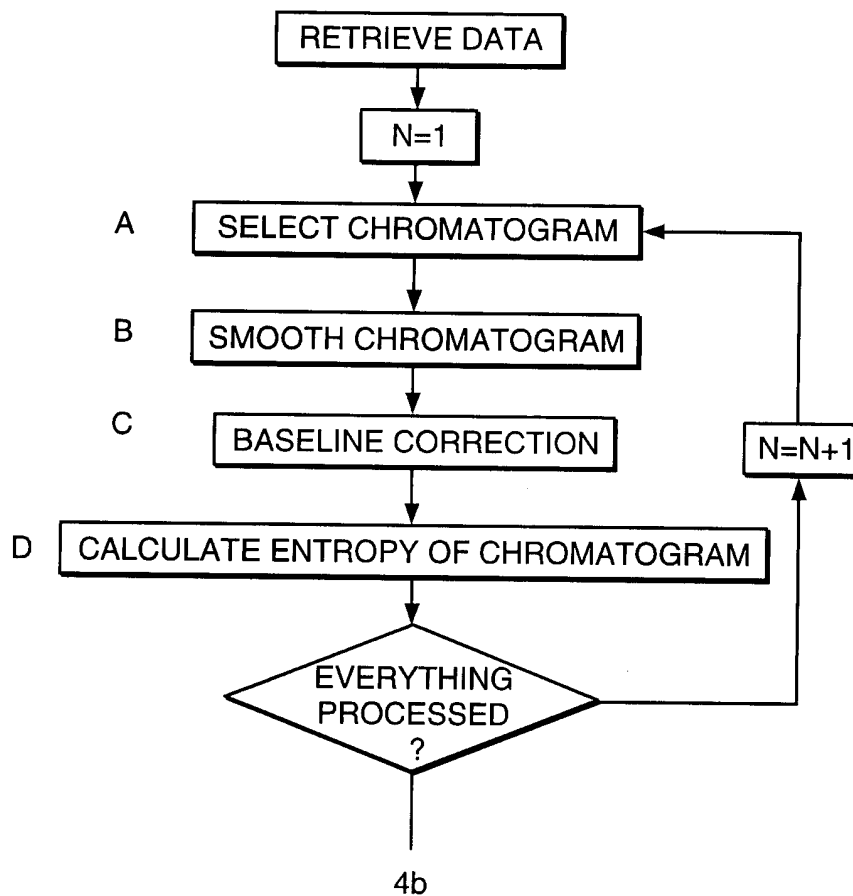 RETRIEVE DATA
N=1
A
SELECT CHROMATOGRAM
B
SMOOTH CHROMATOGRAM
C
BASELINE CORRECTION
N=N+1
D
CALCULATE ENTROPY OF CHROMATOGRAM
EVERYTHING
PROCESSED
?
4b